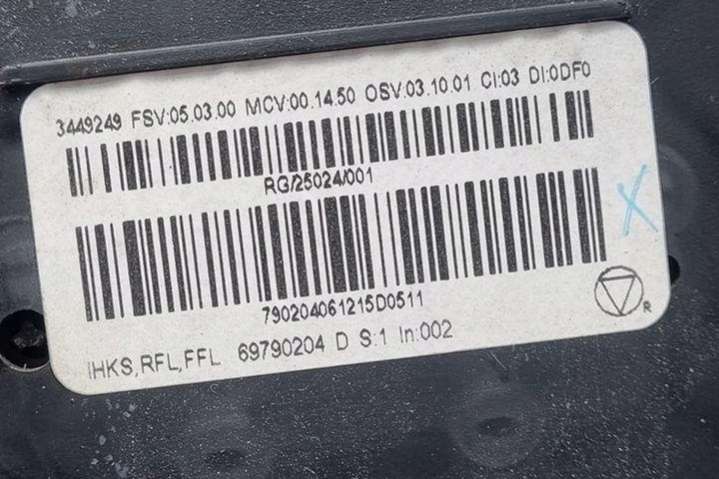 3449249 FSV:05.03.00 MCV:00.14.50 OSV:03.10.01 CI:03 DI:0DF0
RG/25024/001
790204061215D0511
R
IHKS,RFL,FFL 69790204 D S:1 In:002
X